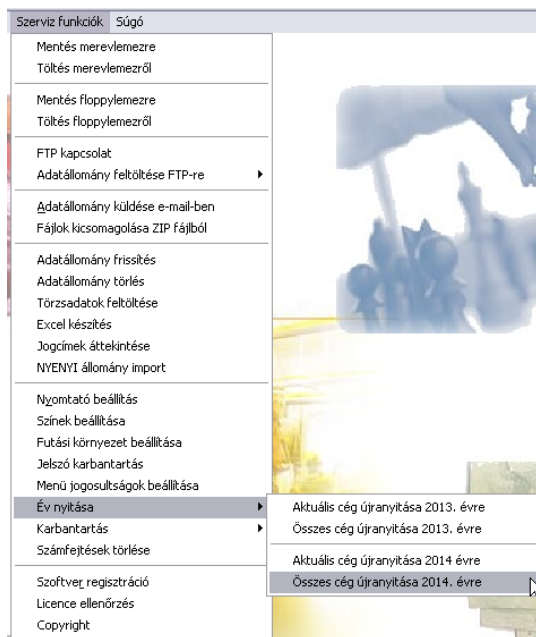 Szerviz funkciók Súgó
Mentés merevlemezre
Töltés merevlemezről
Mentés floppylemezre
Töltés floppylemezről
FTP kapcsolat
Adatállomány feltöltése FTP-re
Adatállomány küldése e-mail-ben
Fájlok kicsomagolása ZIP fájlból
Adatállomány frissítés
Adatállomány törlés
Törzsadatok feltöltése
Excel készítés
Jogcímek áttekintése
NYENYI állomány import
Nyomtató beállítás
Színek beállítása
Futási környezet beállítása
Jelszó karbantartás
Menü jogosultságok beállítása
Év nyitása
Aktuális cég újranyitása 2013. évre
Karbantartás
Összes cég újranyitása 2013. évre
Számfejtések törlése
Aktuális cég újranyitása 2014 évre
Szoftver regisztráció
Összes cég újranyitása 2014. évre
Licence ellenőrzés
Copyright